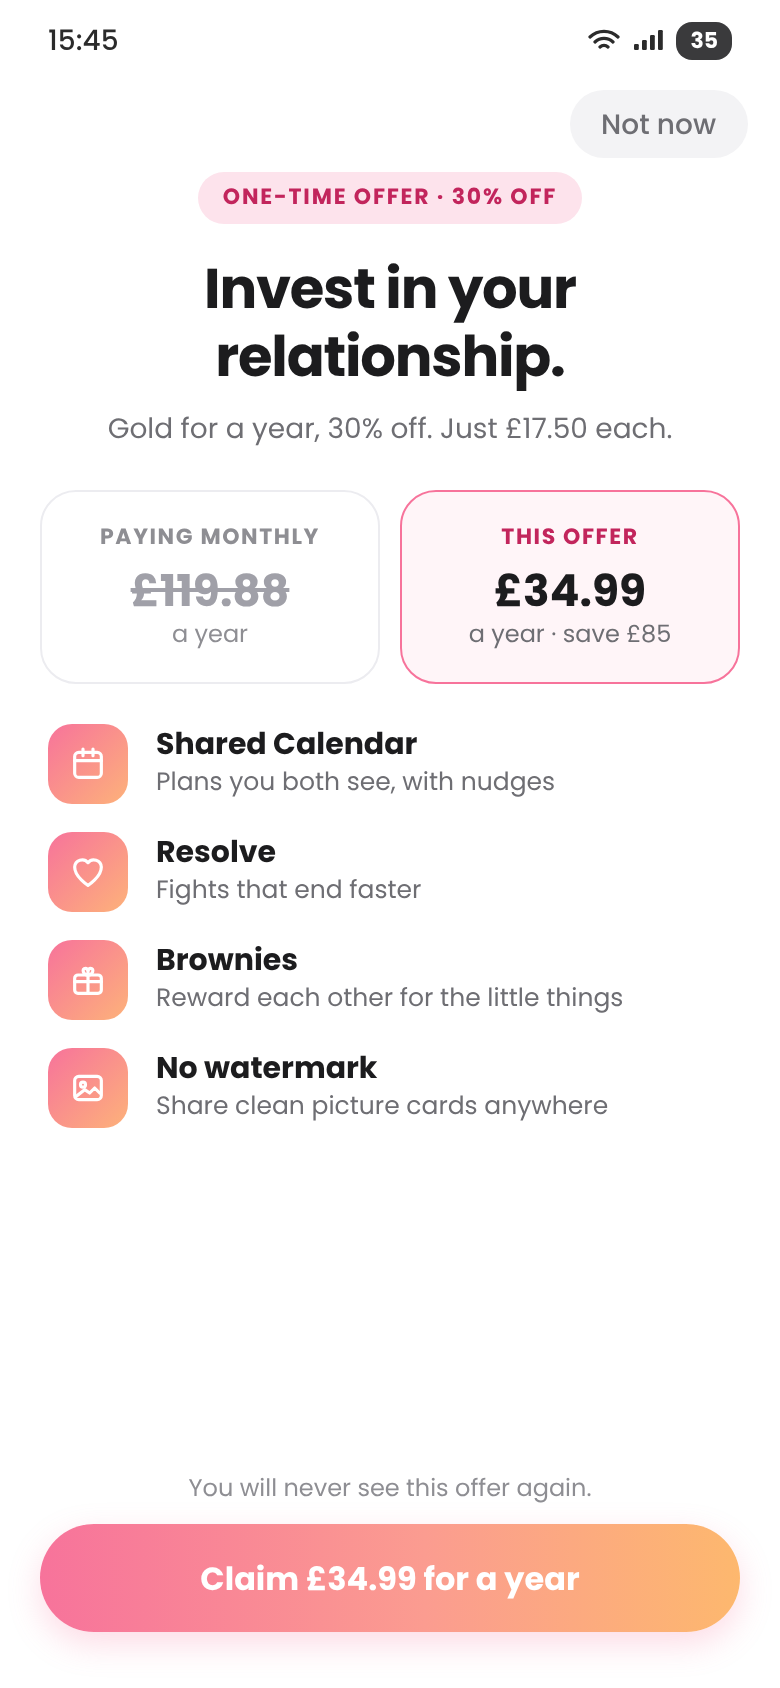 15:45
35
Not now
ONE-TIME OFFER · 30% OFF
Invest in your
relationship.
Gold for a year, 30% off. Just £17.50 each.
PAYING MONTHLY
£119.88
a year
THIS OFFER
£34.99
a year · save £85
Shared Calendar
Plans you both see, with nudges
Resolve
Fights that end faster
Brownies
Reward each other for the little things
No watermark
Share clean picture cards anywhere
You will never see this offer again.
Claim £34.99 for a year